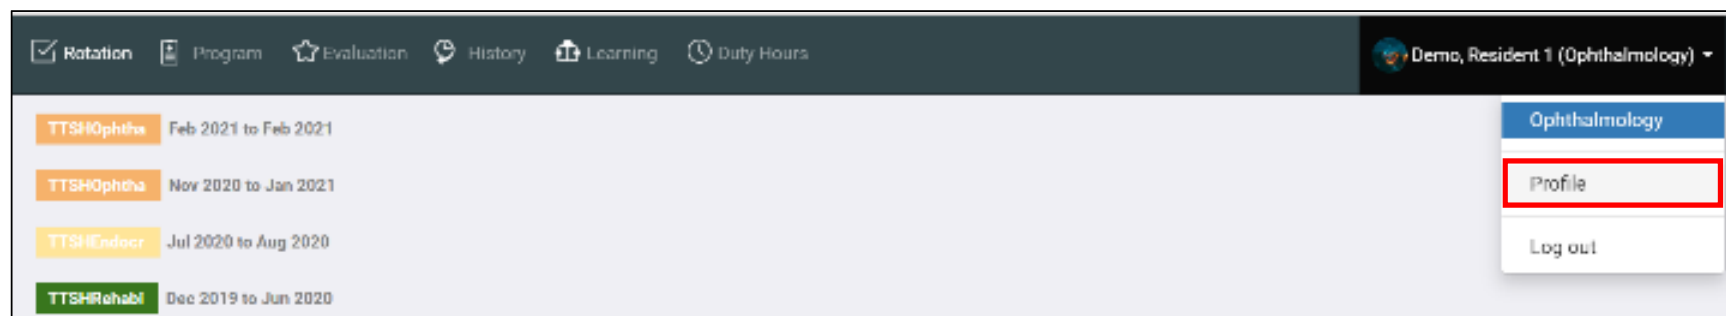 Rotation Program Evaluation History Learning Duty Hours Demo, Resident 1 (Ophthalmology)
TTSHOphtha Feb 2021 to Feb 2021
Ophthalmology
TTSHOphtha Nov 2020 to Jan 2021
Profile
TTSHEndocr Jul 2020 to Aug 2020
Log out
TTSHRehabl Dec 2019 to Jun 2020